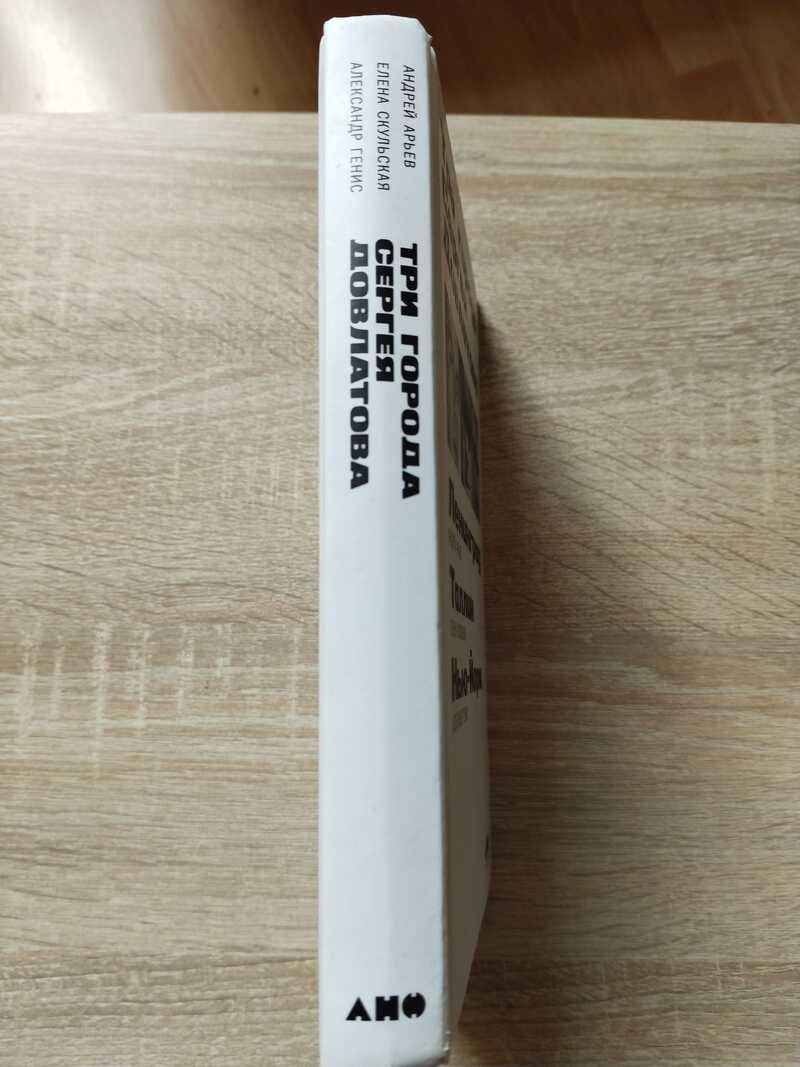 АНДРЕЙ АРЬЕВ
ЕЛЕНА СКУЛЬСКАЯ
АЛЕКСАНДР ГЕНИС
ТРИ ГОРОДА
СЕРГЕЯ
ДОВЛАТОВА
Ленинград
Таллин
Нью-Йорк
АНФ